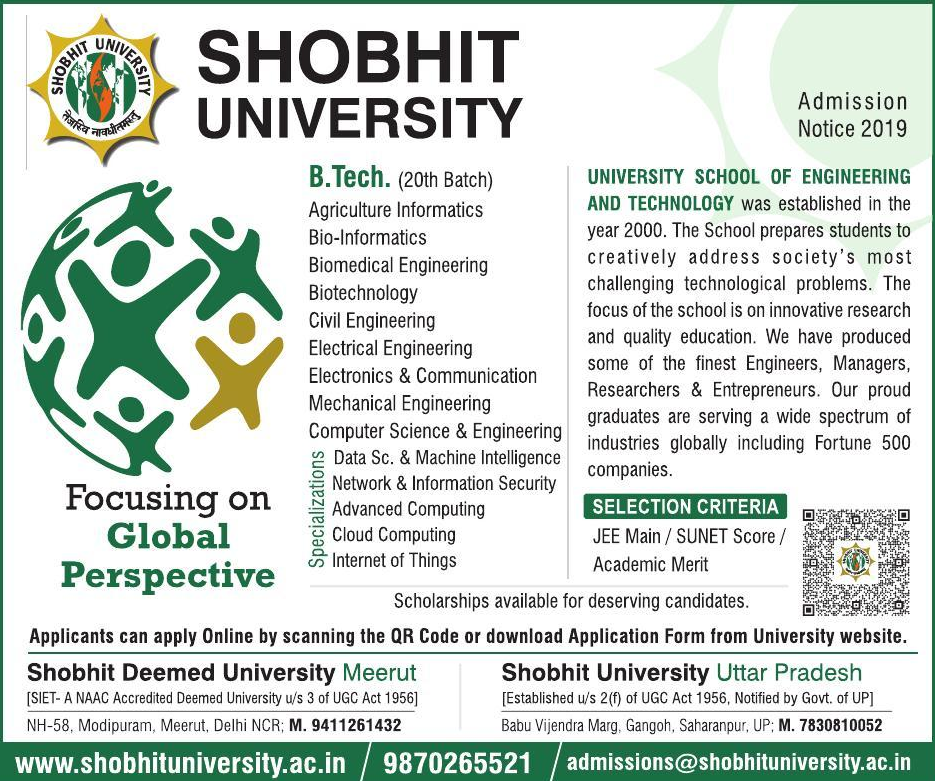 SHOBHIT UNIVERSITY
तेजस्वि नावधीतमस्तु
SHOBHIT
UNIVERSITY
Admission
Notice 2019
Focusing on
Global
Perspective
B.Tech. (20th Batch)
Agriculture Informatics
Bio-Informatics
Biomedical Engineering
Biotechnology
Civil Engineering
Electrical Engineering
Electronics & Communication
Mechanical Engineering
Computer Science & Engineering
Specializations
Data Sc. & Machine Intelligence
Network & Information Security
Advanced Computing
Cloud Computing
Internet of Things
UNIVERSITY SCHOOL OF ENGINEERING
AND TECHNOLOGY was established in the
year 2000. The School prepares students to
creatively address society's most
challenging technological problems. The
focus of the school is on innovative research
and quality education. We have produced
some of the finest Engineers, Managers,
Researchers & Entrepreneurs. Our proud
graduates are serving a wide spectrum of
industries globally including Fortune 500
companies.
SELECTION CRITERIA
JEE Main / SUNET Score /
Academic Merit
Scholarships available for deserving candidates.
Applicants can apply Online by scanning the QR Code or download Application Form from University website.
Shobhit Deemed University Meerut
[SIET- A NAAC Accredited Deemed University u/s 3 of UGC Act 1956]
NH-58, Modipuram, Meerut, Delhi NCR; M. 9411261432
Shobhit University Uttar Pradesh
[Established u/s 2(f) of UGC Act 1956, Notified by Govt. of UP]
Babu Vijendra Marg, Gangoh, Saharanpur, UP; M. 7830810052
www.shobhituniversity.ac.in / 9870265521 / admissions@shobhituniversity.ac.in